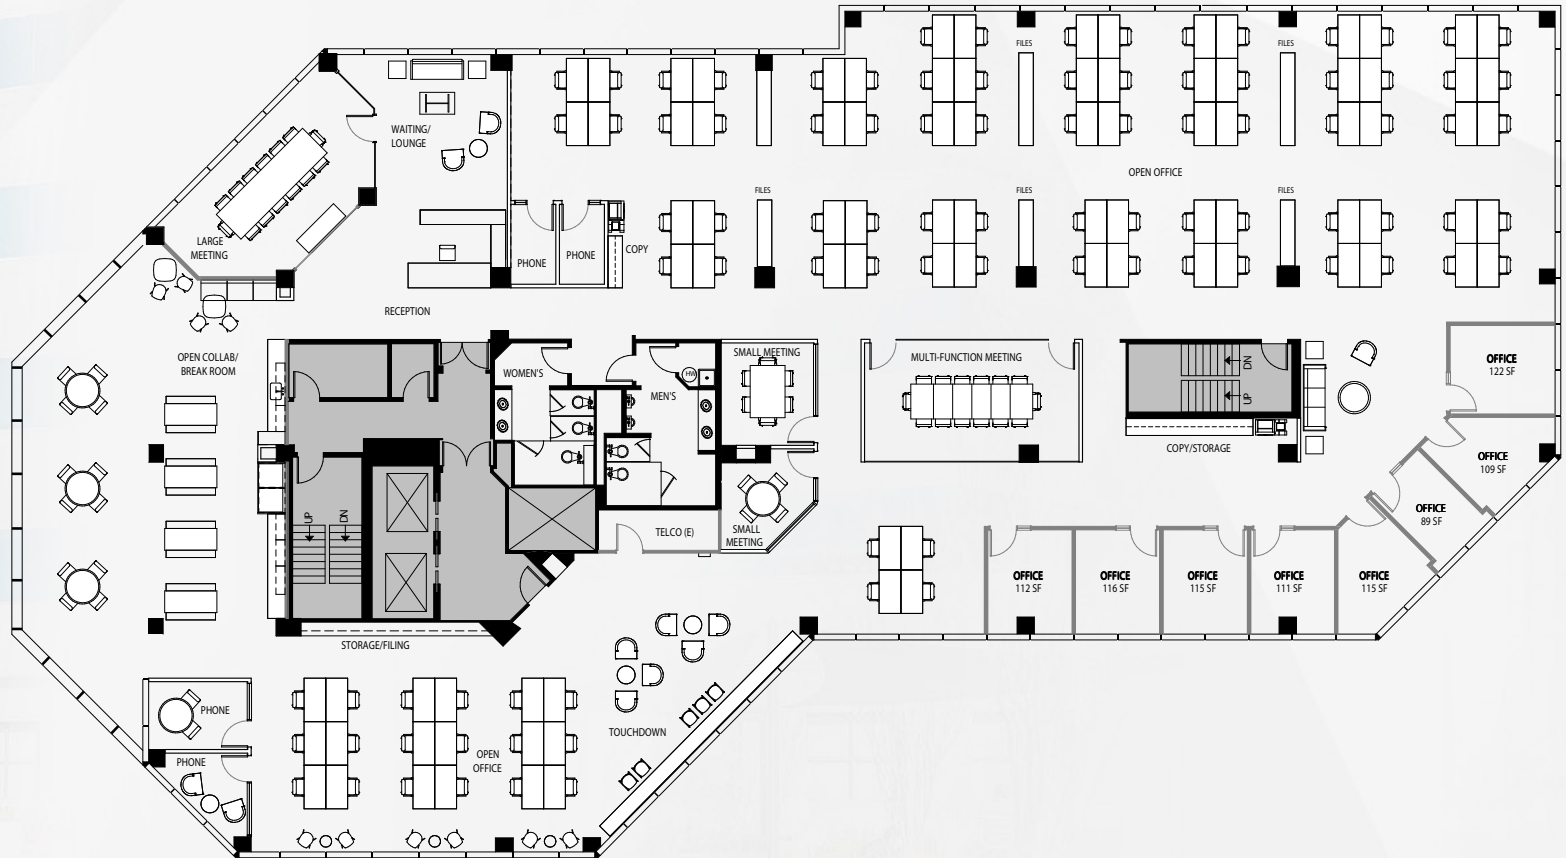 FILES
FILES
WAITING/
LOUNGE
OPEN OFFICE
FILES
FILES
FILES
LARGE
MEETING
PHONE
PHONE
COPY
RECEPTION
OPEN COLLAB/
BREAK ROOM
WOMEN'S
HW
MEN'S
SMALL MEETING
MULTI-FUNCTION MEETING
DN
UP
OFFICE
122 SF
COPY/STORAGE
OFFICE
109 SF
OFFICE
89 SF
UP
DN
TELCO (E)
SMALL
MEETING
OFFICE
112 SF
OFFICE
116 SF
OFFICE
115 SF
OFFICE
111 SF
OFFICE
115 SF
STORAGE/FILING
PHONE
TOUCHDOWN
PHONE
OPEN
OFFICE